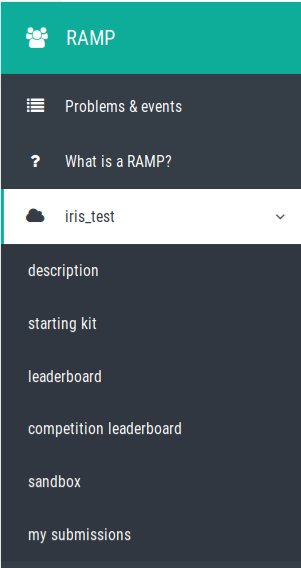 RAMP
Problems & events
? What is a RAMP?
iris_test
description
starting kit
leaderboard
competition leaderboard
sandbox
my submissions